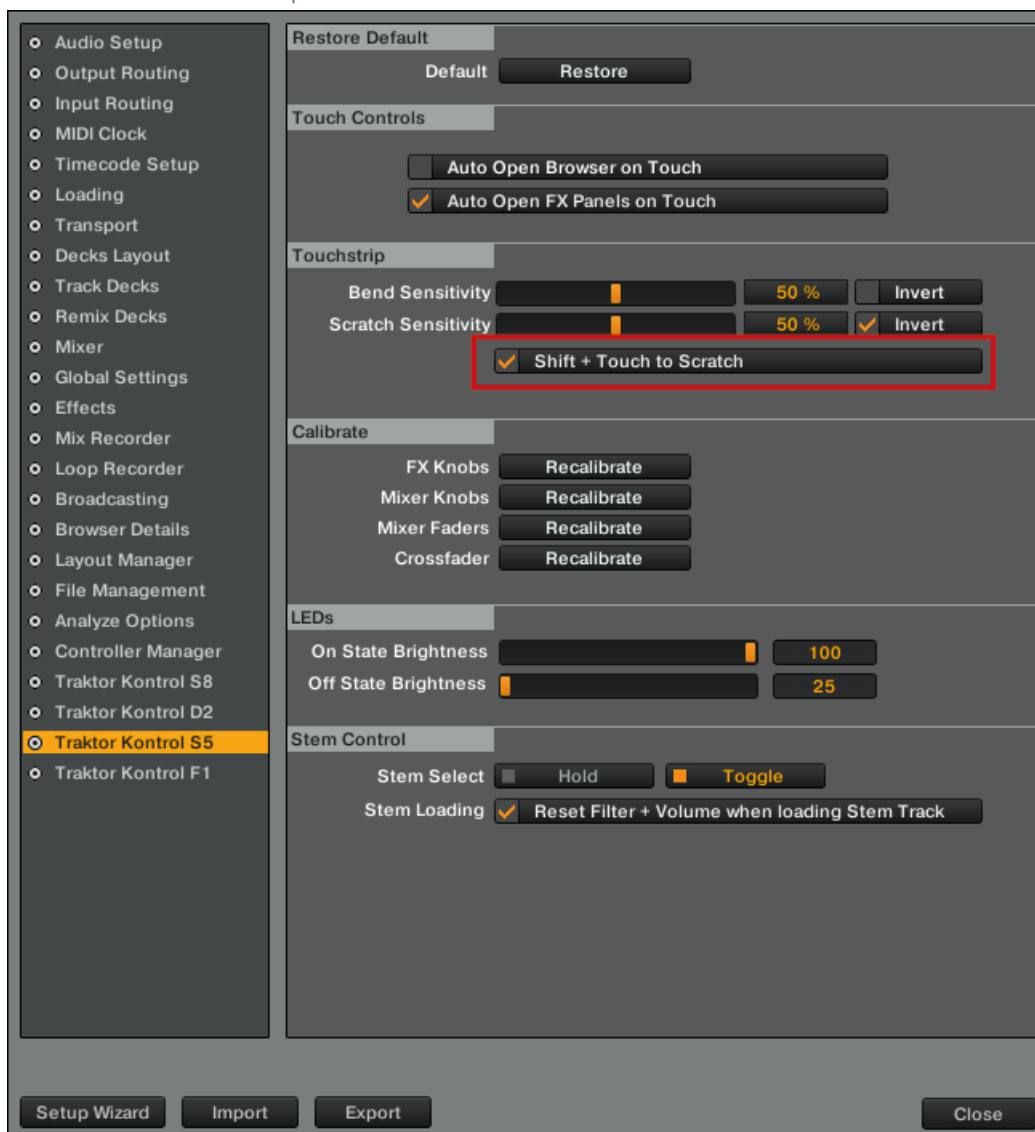 Audio Setup
Output Routing
Input Routing
MIDI Clock
Timecode Setup
Loading
Transport
Decks Layout
Track Decks
Remix Decks
Mixer
Global Settings
Effects
Mix Recorder
Loop Recorder
Broadcasting
Browser Details
Layout Manager
File Management
Analyze Options
Controller Manager
Traktor Kontrol S8
Traktor Kontrol D2
Traktor Kontrol S5
Traktor Kontrol F1
Restore Default
Default Restore
Touch Controls
Auto Open Browser on Touch
Auto Open FX Panels on Touch
Touchstrip
Bend Sensitivity 50 % Invert
Scratch Sensitivity 50 % Invert
Shift + Touch to Scratch
Calibrate
FX Knobs Recalibrate
Mixer Knobs Recalibrate
Mixer Faders Recalibrate
Crossfader Recalibrate
LEDs
On State Brightness 100
Off State Brightness 25
Stem Control
Stem Select Hold Toggle
Stem Loading Reset Filter + Volume when loading Stem Track
Setup Wizard Import Export Close